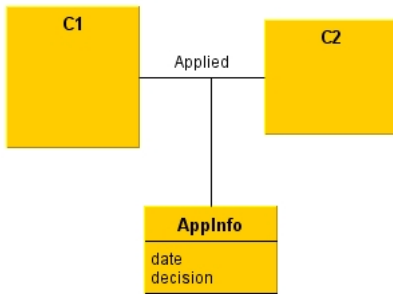 C1
C2
Applied
AppInfo
date
decision